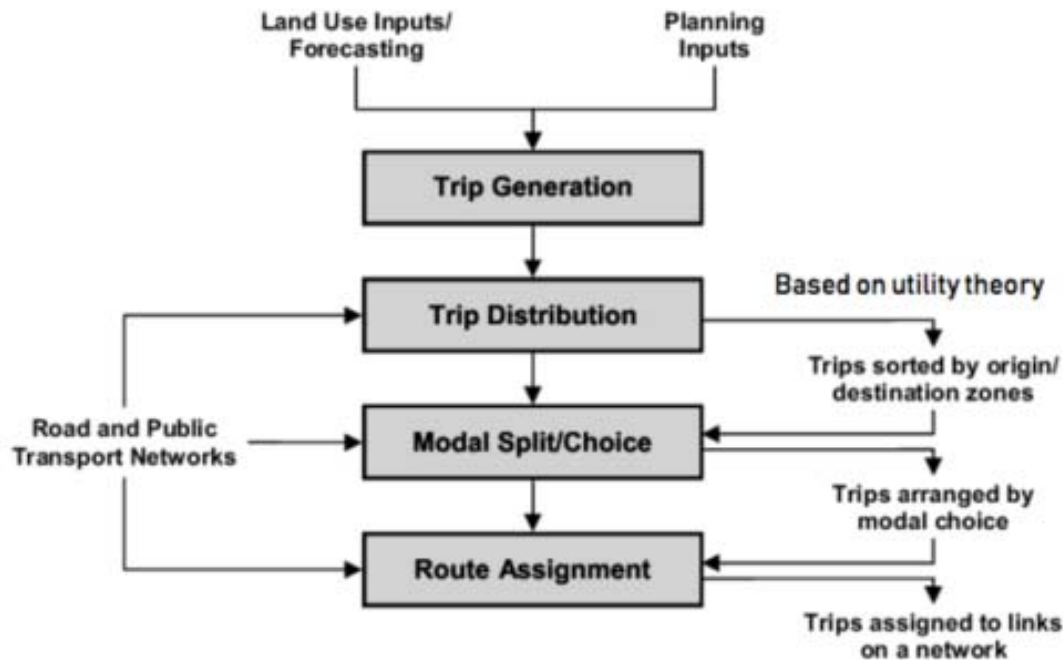 Land Use Inputs/
Forecasting
Planning
Inputs
Trip Generation
Based on utility theory
Trip Distribution
Trips sorted by origin/
destination zones
Road and Public
Transport Networks
Modal Split/Choice
Trips arranged by
modal choice
Route Assignment
Trips assigned to links
on a network